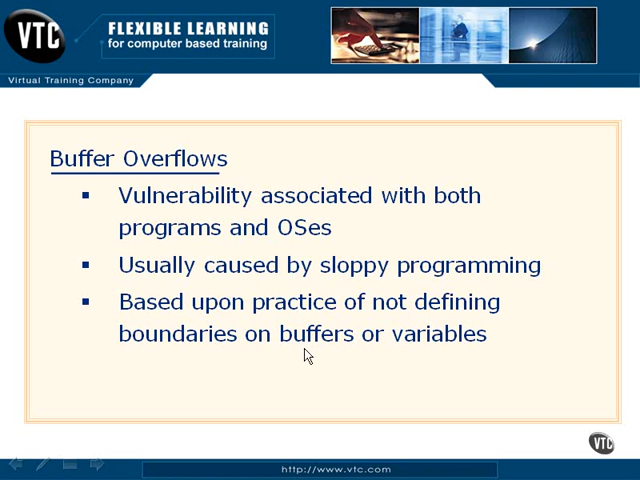 VTC
FLEXIBLE LEARNING
for computer based training
Virtual Training Company
Buffer Overflows
▪ Vulnerability associated with both
programs and OSes
▪ Usually caused by sloppy programming
▪ Based upon practice of not defining
boundaries on buffers or variables
VTC
http://www.vtc.com